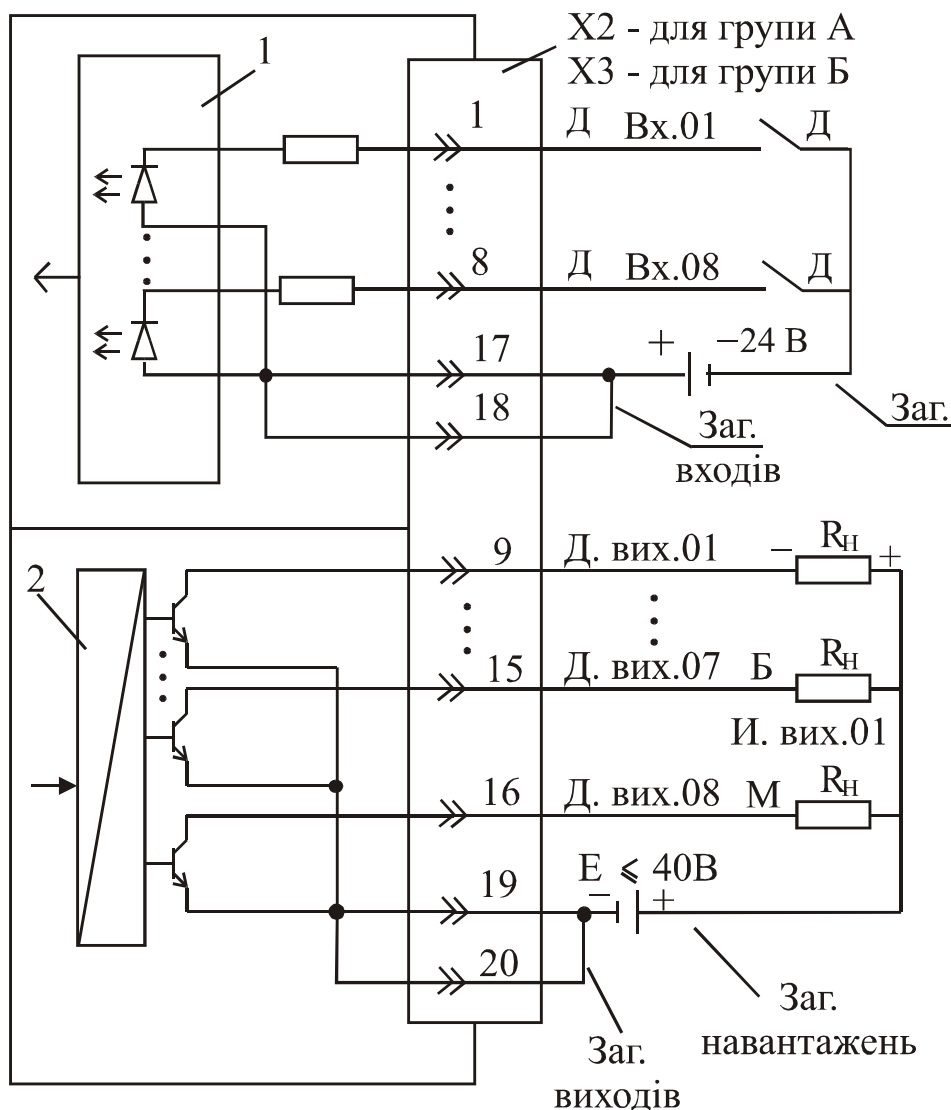 X2 - для групи А
X3 - для групи Б
1
1
Д Вх.01 Д
8
Д Вх.08 Д
17
+ −24 В
18
Заг.
Заг.
входів
9
Д. вих.01
− RН +
2
15
Д. вих.07 Б RН
И. вих.01
16
Д. вих.08 М RН
E ⩽ 40В
19
− +
20
Заг.
навантажень
Заг.
виходів